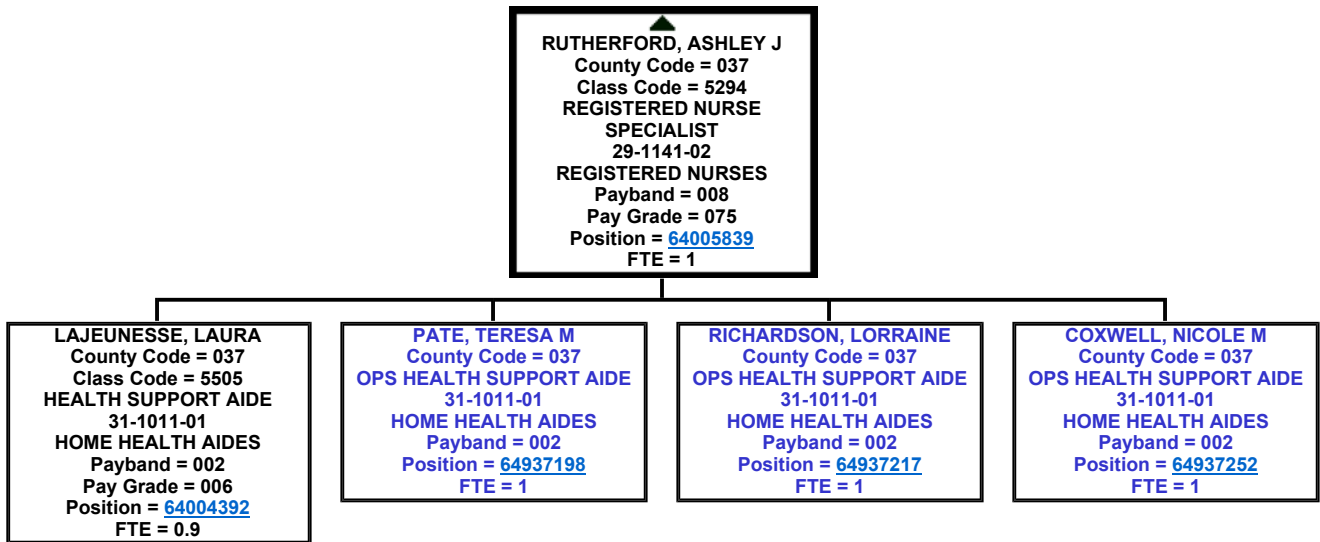 RUTHERFORD, ASHLEY J
County Code = 037
Class Code = 5294
REGISTERED NURSE
SPECIALIST
29-1141-02
REGISTERED NURSES
Payband = 008
Pay Grade = 075
Position = 64005839
FTE = 1
LAJEUNESSE, LAURA
County Code = 037
Class Code = 5505
HEALTH SUPPORT AIDE
31-1011-01
HOME HEALTH AIDES
Payband = 002
Pay Grade = 006
Position = 64004392
FTE = 0.9
PATE, TERESA M
County Code = 037
OPS HEALTH SUPPORT AIDE
31-1011-01
HOME HEALTH AIDES
Payband = 002
Position = 64937198
FTE = 1
RICHARDSON, LORRAINE
County Code = 037
OPS HEALTH SUPPORT AIDE
31-1011-01
HOME HEALTH AIDES
Payband = 002
Position = 64937217
FTE = 1
COXWELL, NICOLE M
County Code = 037
OPS HEALTH SUPPORT AIDE
31-1011-01
HOME HEALTH AIDES
Payband = 002
Position = 64937252
FTE = 1